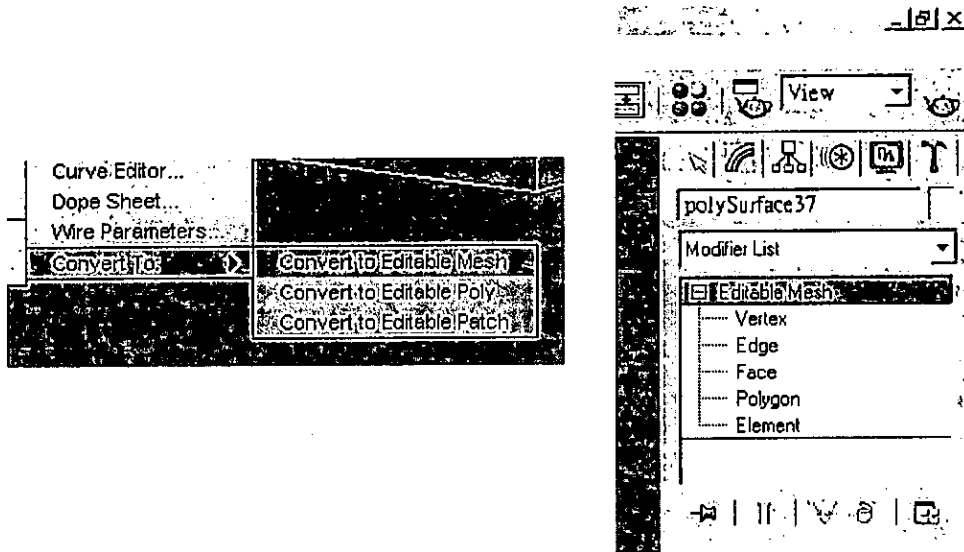 Curve Editor...
Dope Sheet...
Wire Parameters...
Convert To:
Convert to Editable Mesh
Convert to Editable Poly
Convert to Editable Patch
View
polySurface37
Modifier List
Editable Mesh
Vertex
Edge
Face
Polygon
Element